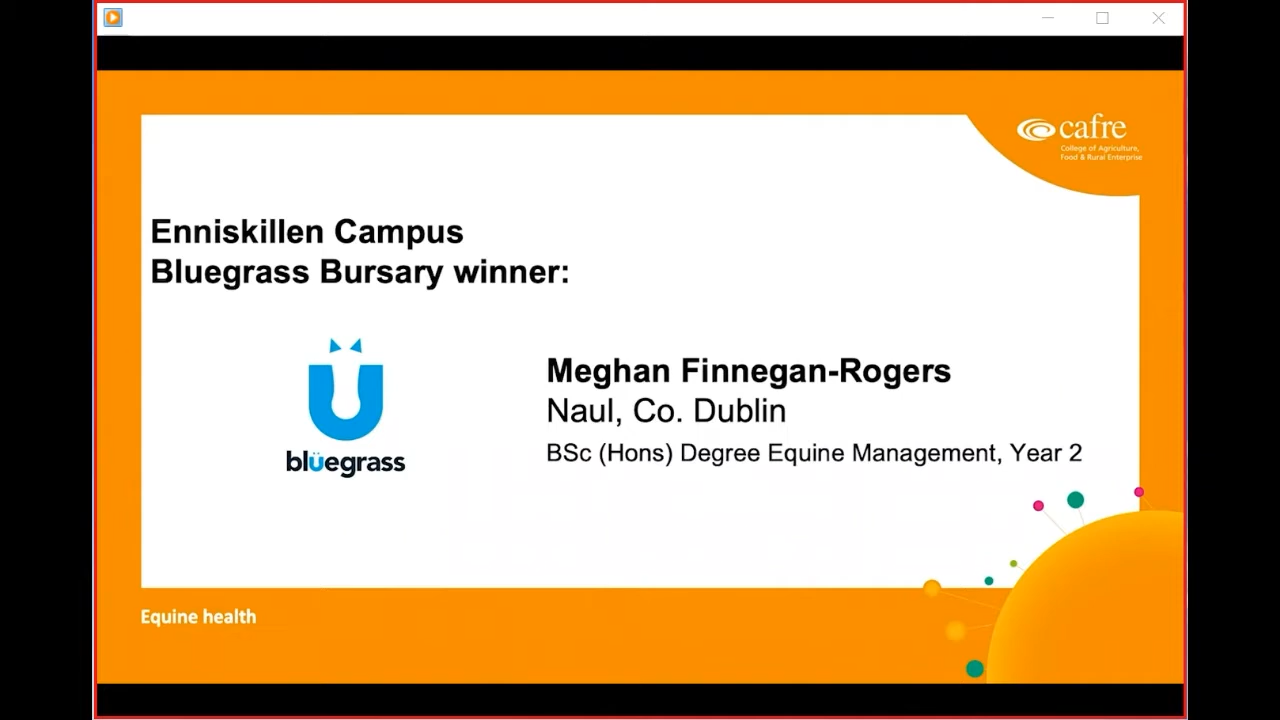 cafre
College of Agriculture,
Food & Rural Enterprise
Enniskillen Campus
Bluegrass Bursary winner:
Meghan Finnegan-Rogers
Naul, Co. Dublin
BSc (Hons) Degree Equine Management, Year 2
blüegrass
Equine health